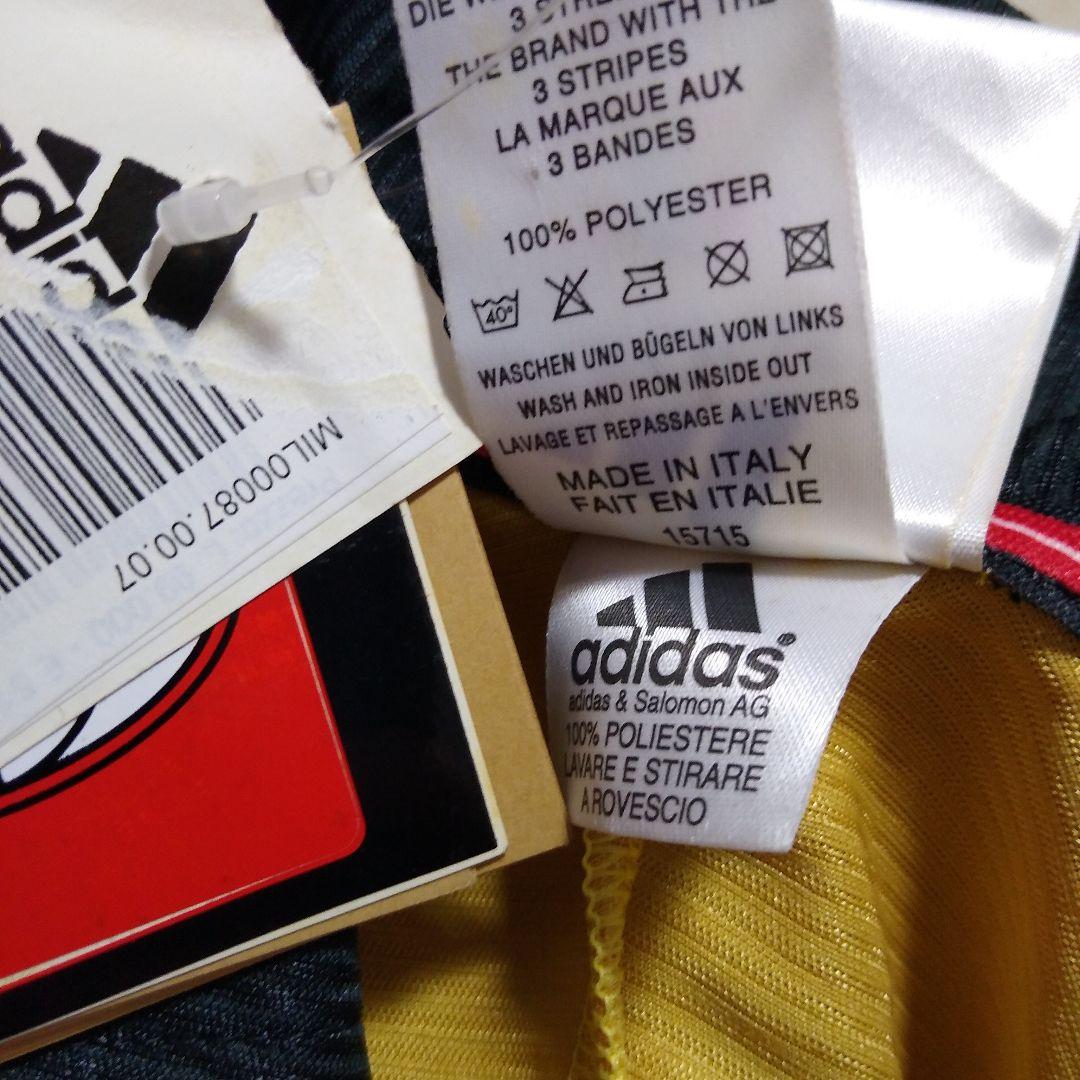 THE BRAND WITH THE
3 STRIPES
LA MARQUE AUX
3 BANDES
100% POLYESTER
40°
WASCHEN UND BÜGELN VON LINKS
WASH AND IRON INSIDE OUT
LAVAGE ET REPASSAGE A L'ENVERS
MADE IN ITALY
FAIT EN ITALIE
15715
adidas
adidas & Salomon AG
100% POLIESTERE
LAVARE E STIRARE
A ROVESCIO
MIL00087.00.07